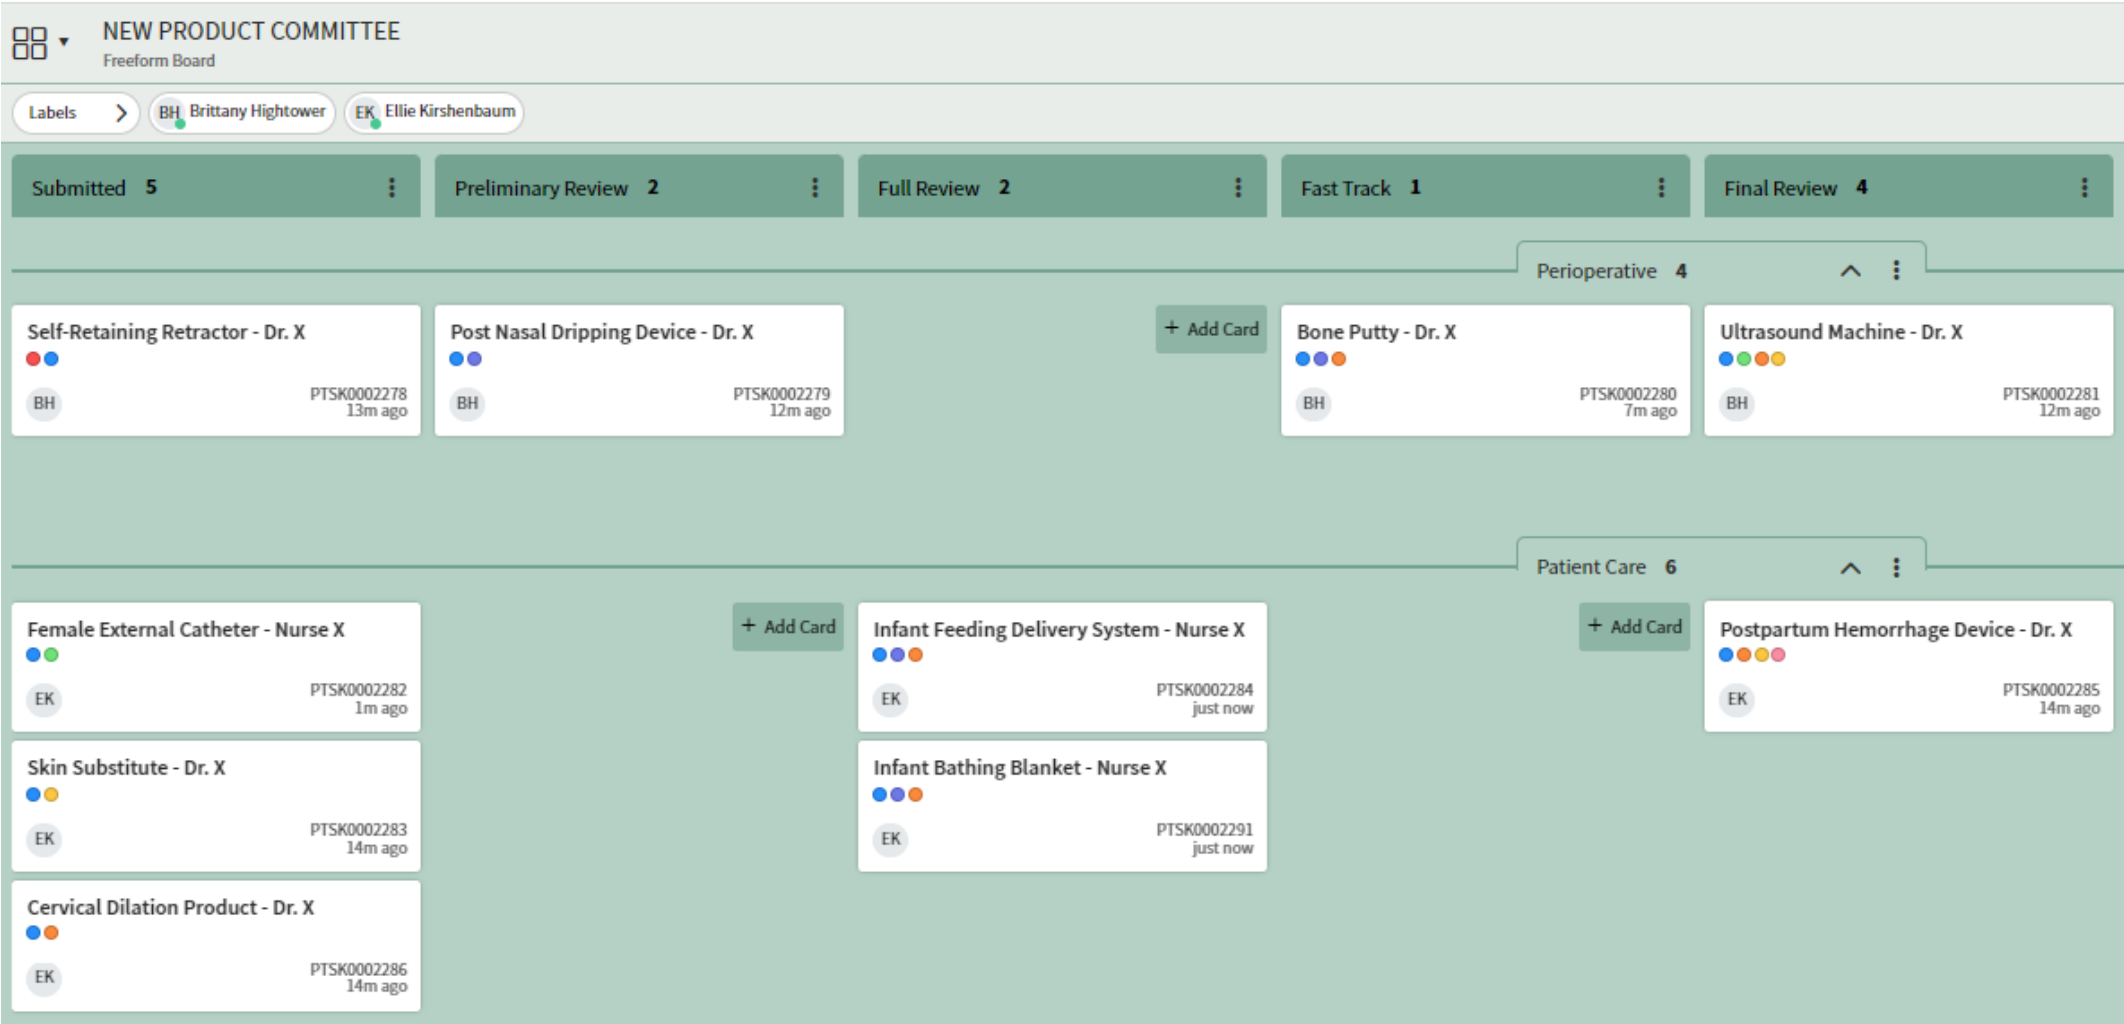 NEW PRODUCT COMMITTEE
Freeform Board
Labels
BH Brittany Hightower
EK Ellie Kirshenbaum
Submitted 5
Preliminary Review 2
Full Review 2
Fast Track 1
Final Review 4
Perioperative 4
Self-Retaining Retractor - Dr. X
BH
PTSK0002278
13m ago
Post Nasal Dripping Device - Dr. X
BH
PTSK0002279
12m ago
+ Add Card
Bone Putty - Dr. X
BH
PTSK0002280
7m ago
Ultrasound Machine - Dr. X
BH
PTSK0002281
12m ago
Patient Care 6
Female External Catheter - Nurse X
EK
PTSK0002282
1m ago
+ Add Card
Infant Feeding Delivery System - Nurse X
EK
PTSK0002284
just now
+ Add Card
Postpartum Hemorrhage Device - Dr. X
EK
PTSK0002285
14m ago
Skin Substitute - Dr. X
EK
PTSK0002283
14m ago
Infant Bathing Blanket - Nurse X
EK
PTSK0002291
just now
Cervical Dilation Product - Dr. X
EK
PTSK0002286
14m ago